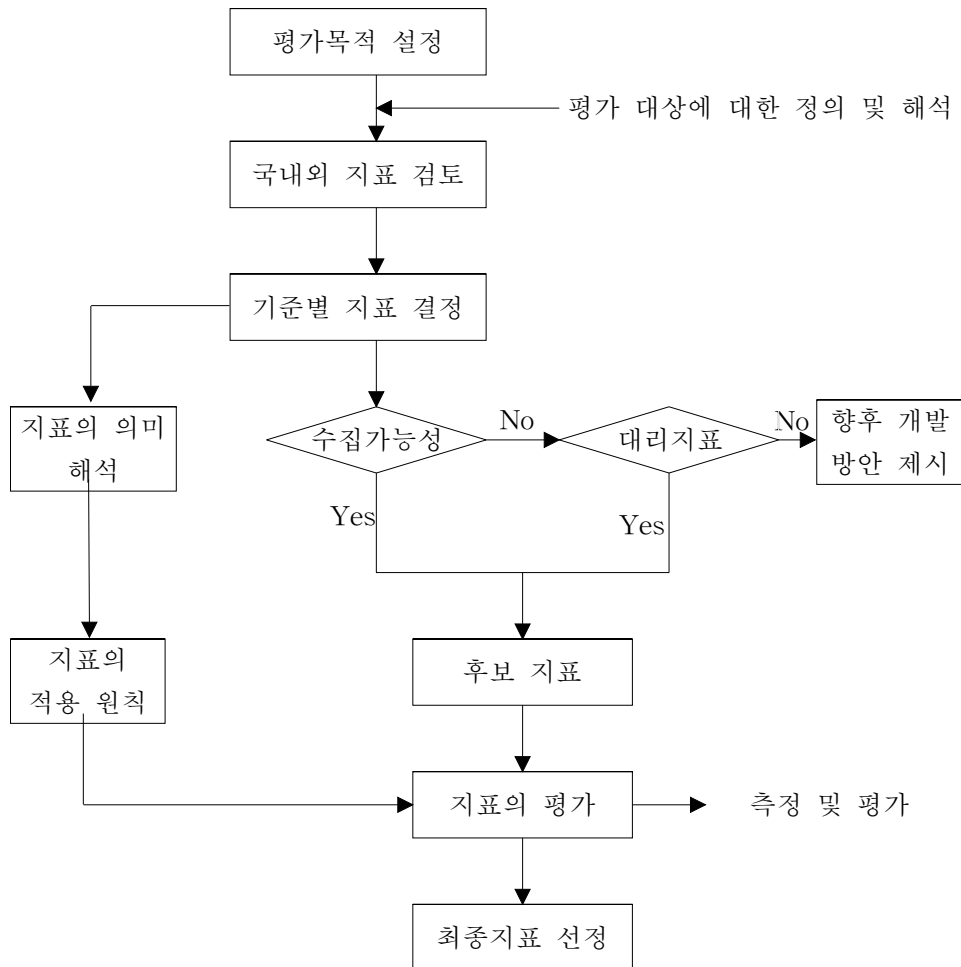 평가목적 설정
평가 대상에 대한 정의 및 해석
국내외 지표 검토
기준별 지표 결정
지표의 의미
해석
수집가능성
No
대리지표
No
향후 개발
방안 제시
Yes
Yes
지표의
적용 원칙
후보 지표
지표의 평가
측정 및 평가
최종지표 선정